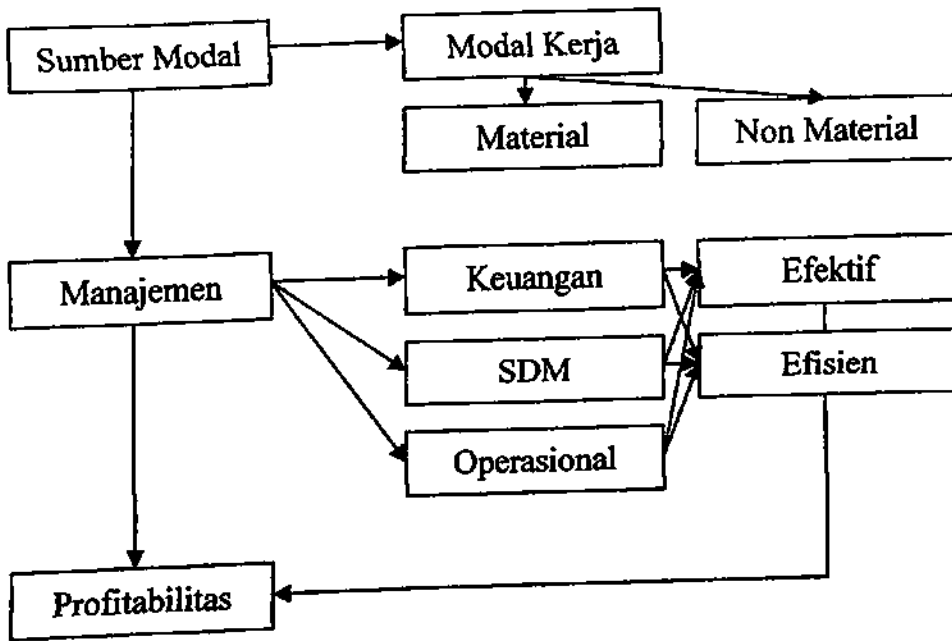 Sumber Modal
Modal Kerja
Material
Non Material
Manajemen
Keuangan
Efektif
SDM
Efisien
Operasional
Profitabilitas